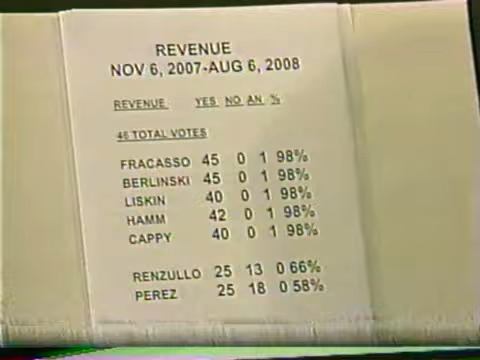 REVENUE
NOV 6, 2007-AUG 6, 2008
REVENUE YES NO AN %
46 TOTAL VOTES
FRACASSO 45 0 1 98%
BERLINSKI 45 0 1 98%
LISKIN 40 0 1 98%
HAMM 42 0 1 98%
CAPPY 40 0 1 98%
RENZULLO 25 13 0 66%
PEREZ 25 18 0 58%